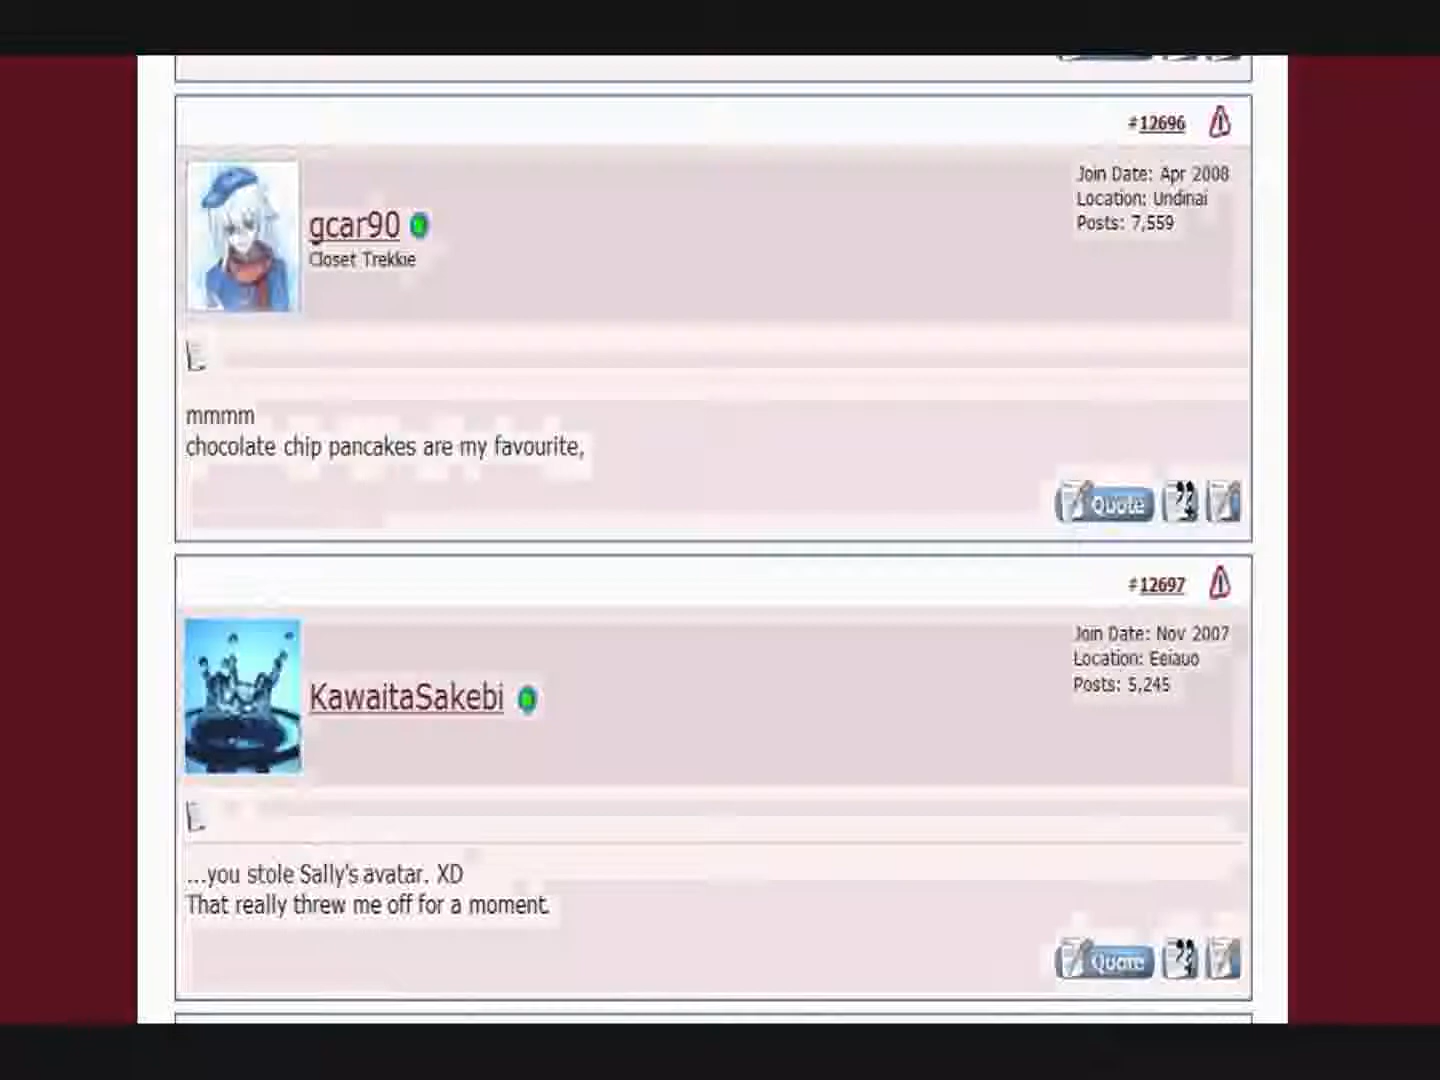 #12696
Join Date: Apr 2008
Location: Undinai
Posts: 7,559
gcar90
Closet Trekkie
mmmm
chocolate chip pancakes are my favourite,
Quote
#12697
Join Date: Nov 2007
Location: Eeiauo
Posts: 5,245
KawaitaSakebi
...you stole Sally's avatar. XD
That really threw me off for a moment.
Quote